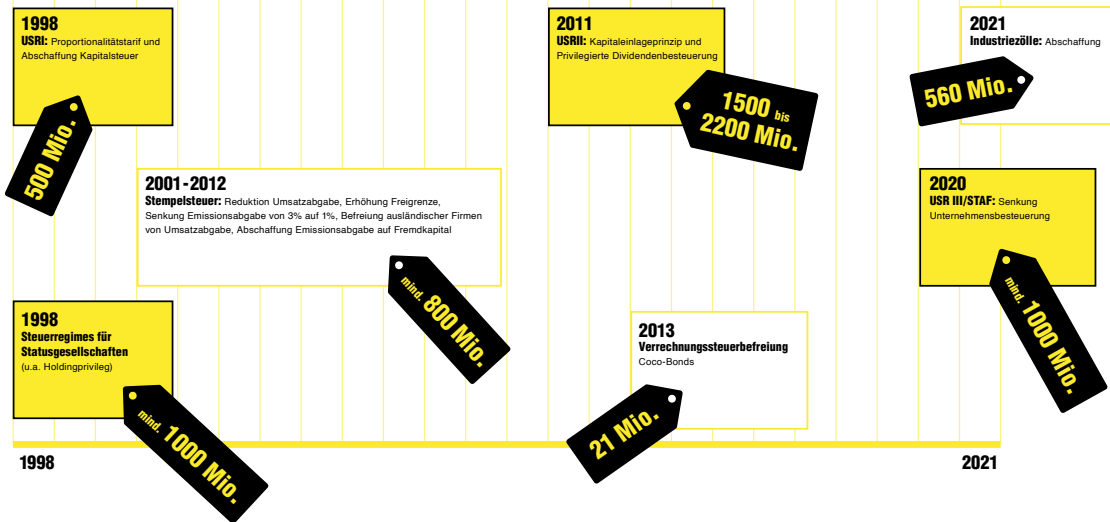 1998
USRI: Proportionalitätstarif und
Abschaffung Kapitalsteuer
500 Mio.
2011
USRII: Kapitaleinlageprinzip und
Privilegierte Dividendenbesteuerung
1500 bis
2200 Mio.
2021
Industriezölle: Abschaffung
560 Mio.
2001-2012
Stempelsteuer: Reduktion Umsatzabgabe, Erhöhung Freigrenze,
Senkung Emissionsabgabe von 3% auf 1%, Befreiung ausländischer Firmen
von Umsatzabgabe, Abschaffung Emissionsabgabe auf Fremdkapital
mind. 800 Mio.
2020
USR III/STAF: Senkung
Unternehmensbesteuerung
mind. 1000 Mio.
1998
Steuerregimes für
Statusgesellschaften
(u.a. Holdingprivileg)
mind. 1000 Mio.
2013
Verrechnungssteuerbefreiung
Coco-Bonds
21 Mio.
1998
2021